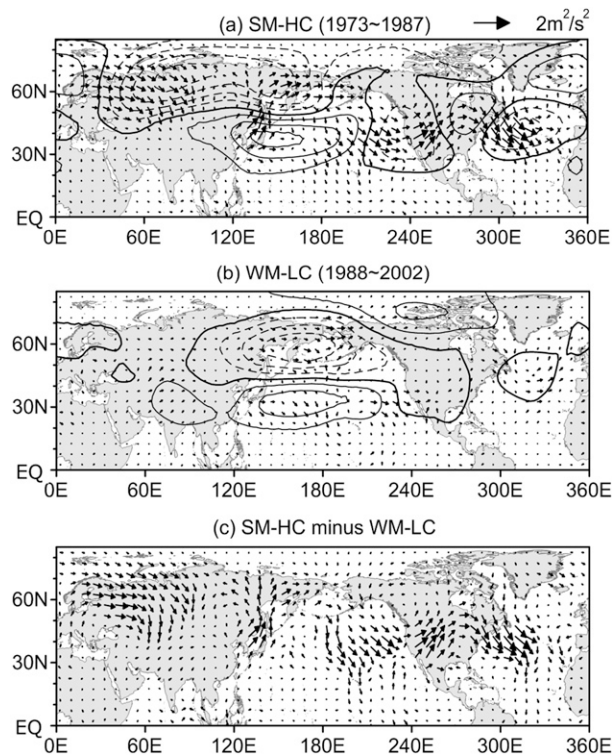 (a) SM-HC (1973~1987) 2m²/s²
60N
30N
EQ
0E 60E 120E 180E 240E 300E 360E
(b) WM-LC (1988~2002)
60N
30N
EQ
0E 60E 120E 180E 240E 300E 360E
(c) SM-HC minus WM-LC
60N
30N
EQ
0E 60E 120E 180E 240E 300E 360E